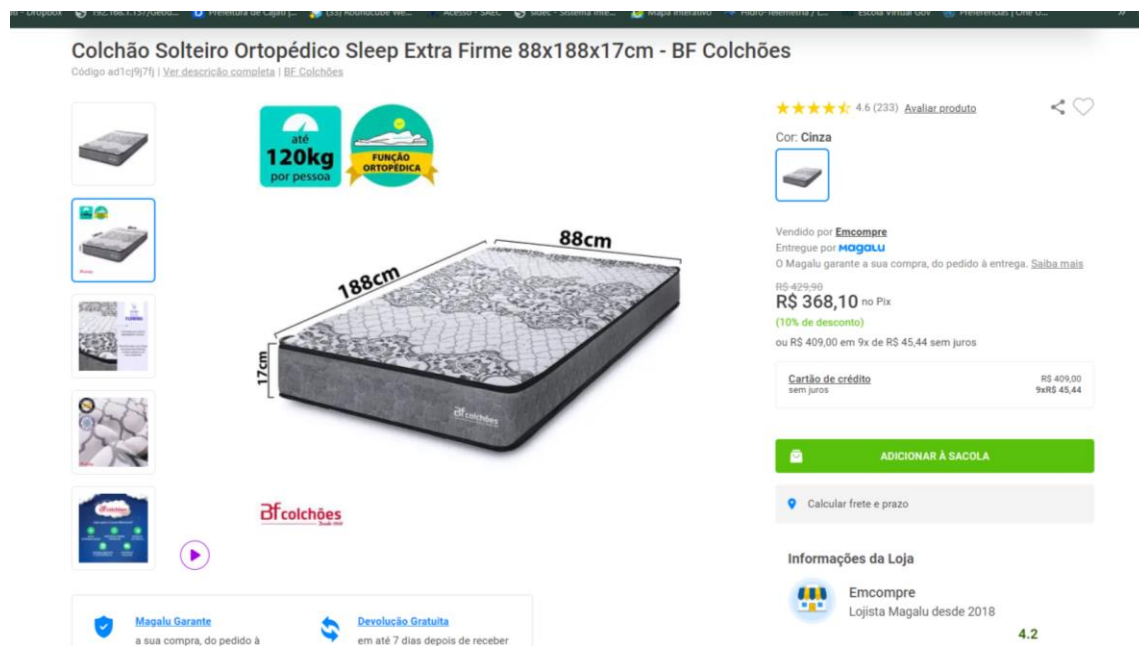 Colchão Solteiro Ortopédico Sleep Extra Firme 88x188x17cm - BF Colchões
Código ad1cj9j7fj | Ver descrição completa | BF Colchões
até
120kg
por pessoa
FUNÇÃO
ORTOPÉDICA
88cm
188cm
17cm
Bf colchões
Bf colchões
Desde 1959
4.6 (233) Avaliar produto
Cor: Cinza
Vendido por Emcompre
Entregue por Magalu
O Magalu garante a sua compra, do pedido à entrega. Saiba mais
R$ 429,90
R$ 368,10 no Pix
(10% de desconto)
ou R$ 409,00 em 9x de R$ 45,44 sem juros
Cartão de crédito R$ 409,00
sem juros 9xR$ 45,44
ADICIONAR À SACOLA
Calcular frete e prazo
Informações da Loja
Emcompre
Lojista Magalu desde 2018
4.2
Magalu Garante
a sua compra, do pedido à
Devolução Gratuita
em até 7 dias depois de receber